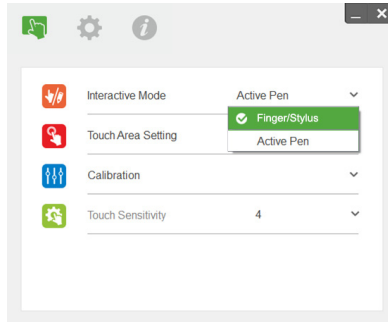 Interactive Mode Active Pen
Finger/Stylus
Touch Area Setting
Active Pen
Calibration
Touch Sensitivity 4